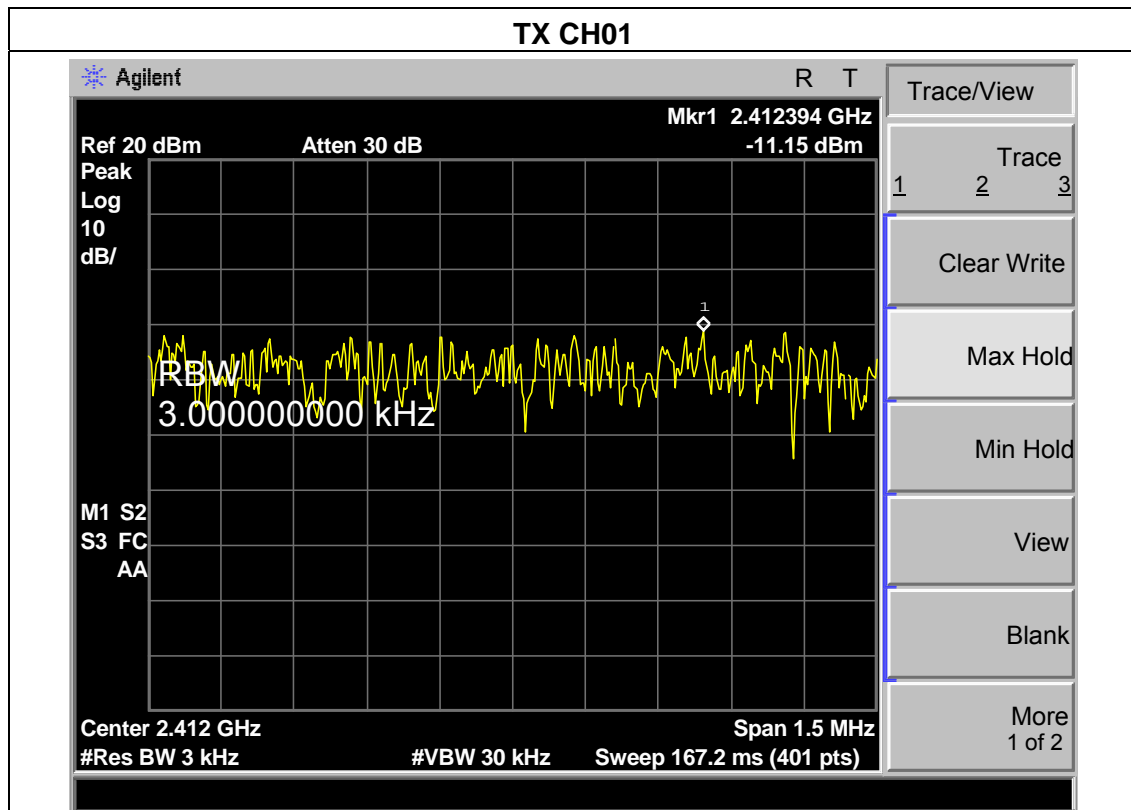 TX CH01
Agilent R T
Mkr1 2.412394 GHz
Ref 20 dBm Atten 30 dB -11.15 dBm
Peak
Log
10
dB/
1
RBW
3.000000000 kHz
M1 S2
S3 FC
AA
Center 2.412 GHz Span 1.5 MHz
#Res BW 3 kHz #VBW 30 kHz Sweep 167.2 ms (401 pts)
Trace/View
Trace
1 2 3
Clear Write
Max Hold
Min Hold
View
Blank
More
1 of 2